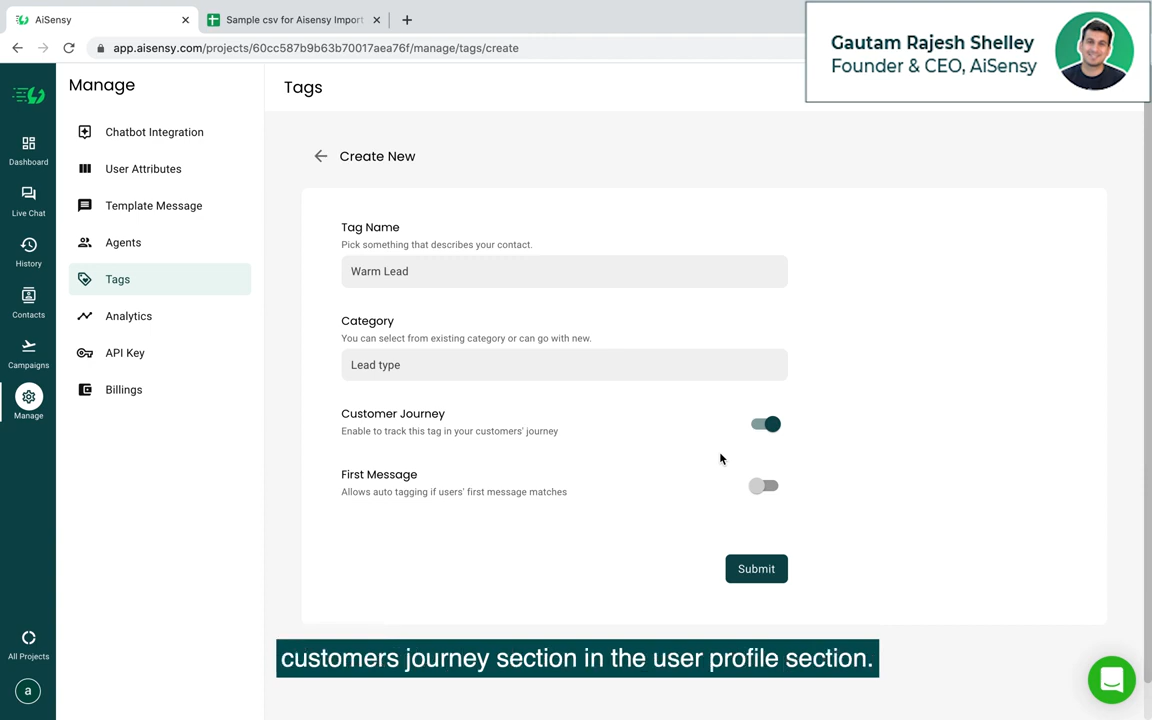 AiSensy
Sample csv for Aisensy Import
app.aisensy.com/projects/60cc587b9b63b70017aea76f/manage/tags/create
Gautam Rajesh Shelley
Founder & CEO, AiSensy
Manage
Tags
Chatbot Integration
User Attributes
Template Message
Agents
Tags
Analytics
API Key
Billings
Dashboard
Live Chat
History
Contacts
Campaigns
Manage
All Projects
a
Create New
Tag Name
Pick something that describes your contact.
Warm Lead
Category
You can select from existing category or can go with new.
Lead type
Customer Journey
Enable to track this tag in your customers' journey
First Message
Allows auto tagging if users' first message matches
Submit
customers journey section in the user profile section.